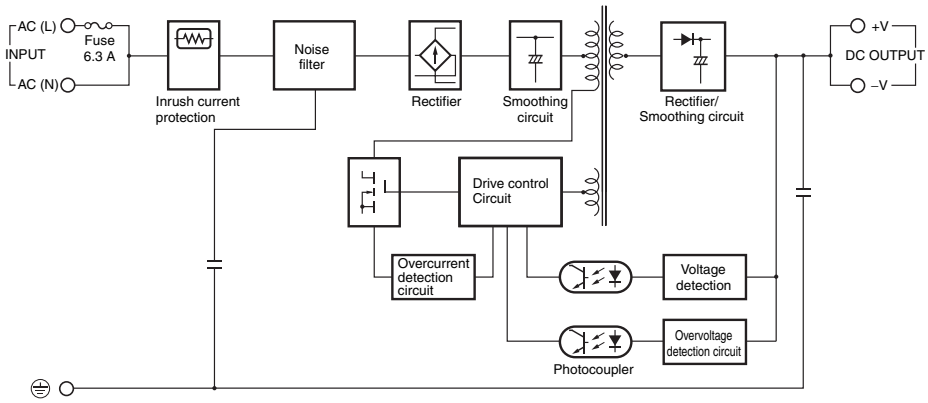 AC (L)
Fuse
6.3 A
INPUT
AC (N)
Inrush current
protection
Noise
filter
Rectifier
Smoothing
circuit
Rectifier/
Smoothing circuit
+V
DC OUTPUT
–V
Drive control
Circuit
Overcurrent
detection
circuit
Voltage
detection
Overvoltage
detection circuit
Photocoupler